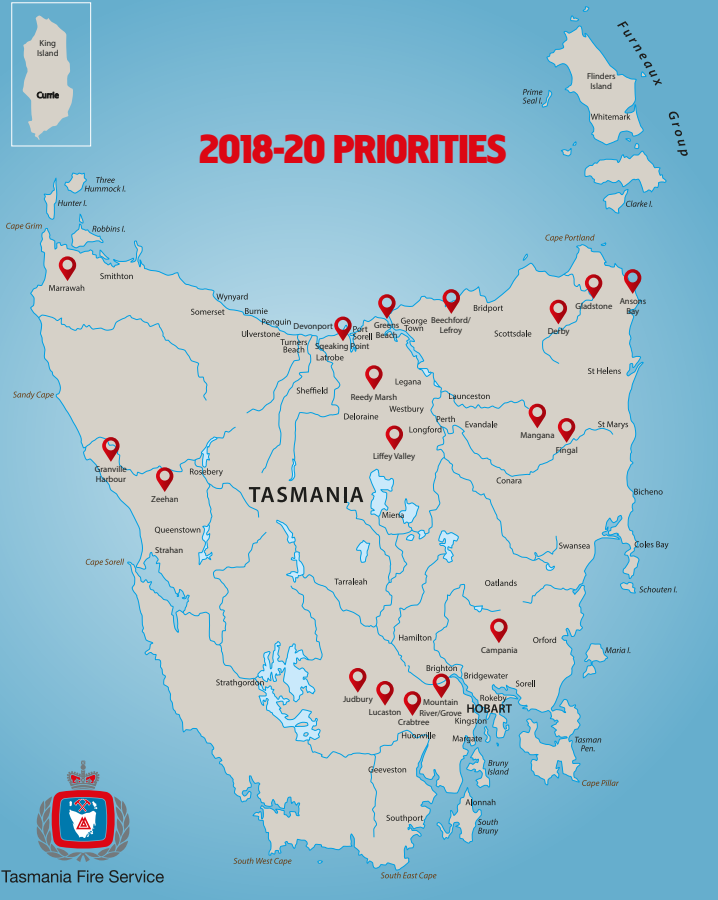 King
Island
Currie
Furneaux
Group
Flinders
Island
Prime
Seal I.
Whitemark
Clarke I.
2018-20 PRIORITIES
Three
Hummock I.
Hunter I.
Robbins I.
Cape Grim
Cape Portland
Marrawah
Smithton
Wynyard
Somerset
Burnie
Penguin
Ulverstone
Devonport
Turners
Beach
Port
Sorell
Squeaking Point
Latrobe
Greens
Beach
George
Town
Beechford/
Lefroy
Bridport
Scottsdale
Derby
Gladstone
Ansons
Bay
St Helens
Sandy Cape
Sheffield
Reedy Marsh
Legana
Westbury
Deloraine
Launceston
Perth
Longford
Evandale
Liffey Valley
Mangana
Fingal
St Marys
Granville
Harbour
Rosebery
Zeehan
TASMANIA
Conara
Bicheno
Miena
Queenstown
Strahan
Cape Sorell
Swansea
Coles Bay
Schouten I.
Tarraleah
Oatlands
Hamilton
Campania
Orford
Maria I.
Strathgordon
Brighton
Bridgewater
Judbury
Lucaston
Crabtree
Mountain
River/Grove
Rokeby
Sorell
HOBART
Kingston
Huonville
Margate
Tasman
Pen.
Geeveston
Bruny
Island
Cape Pillar
Alonnah
Southport
South
Bruny
South West Cape
South East Cape
Tasmania Fire Service